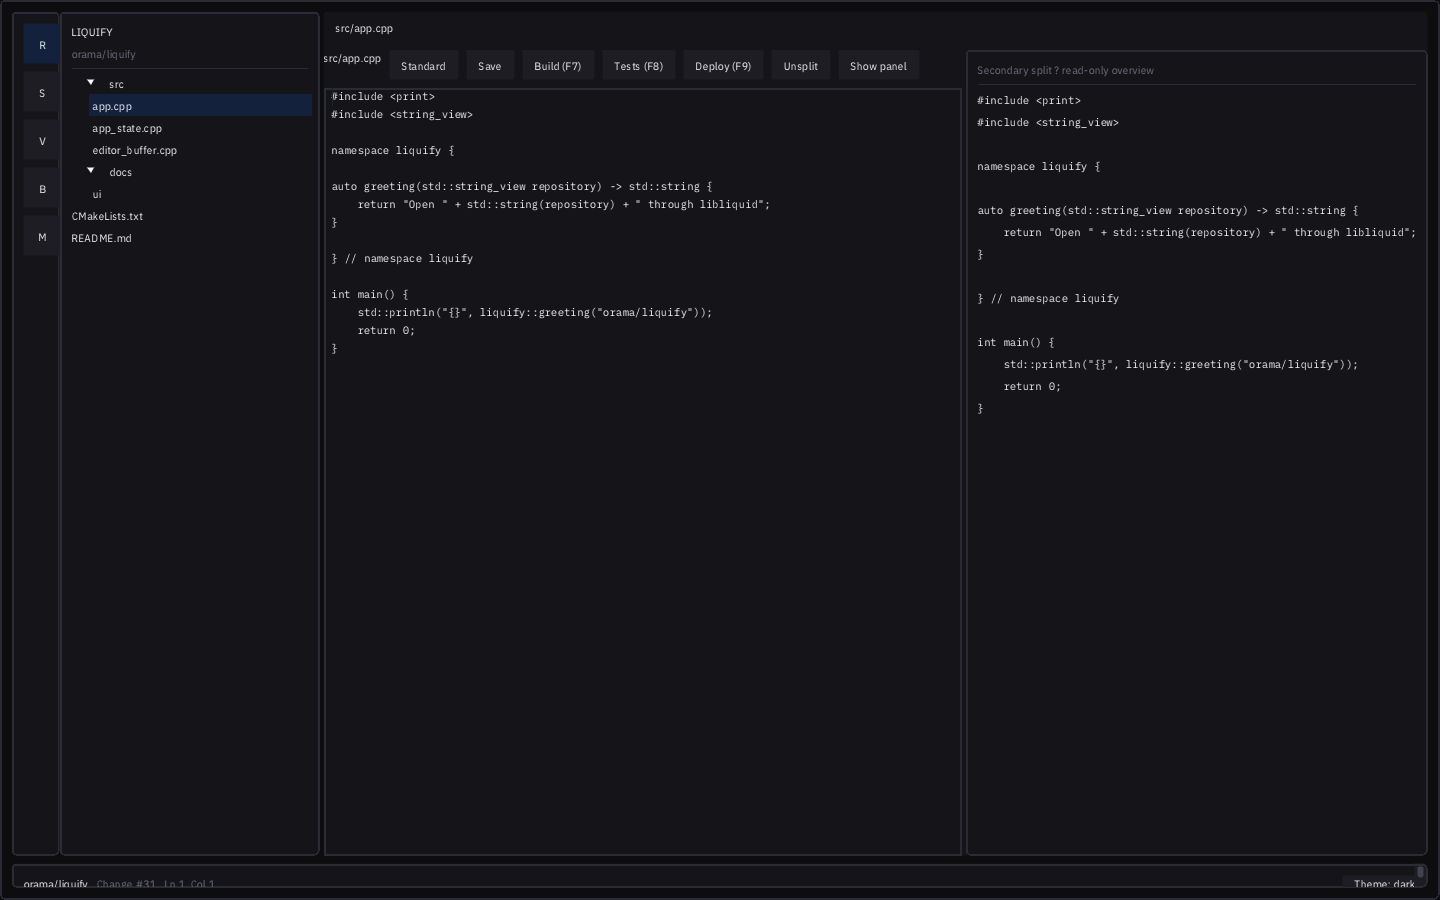 R
S
V
B
M
LIQUIFY
orama/liquify
src
app.cpp
app_state.cpp
editor_buffer.cpp
docs
ui
CMakeLists.txt
README.md
src/app.cpp
src/app.cpp Standard Save Build (F7) Tests (F8) Deploy (F9) Unsplit Show panel
#include <print>
#include <string_view>
namespace liquify {
auto greeting(std::string_view repository) -> std::string {
    return "Open " + std::string(repository) + " through libliquid";
}
} // namespace liquify
int main() {
    std::println("{}", liquify::greeting("orama/liquify"));
    return 0;
}
Secondary split ? read-only overview
#include <print>
#include <string_view>
namespace liquify {
auto greeting(std::string_view repository) -> std::string {
    return "Open " + std::string(repository) + " through libliquid";
}
} // namespace liquify
int main() {
    std::println("{}", liquify::greeting("orama/liquify"));
    return 0;
}
orama/liquify Change #31 Ln 1, Col 1 Theme: dark